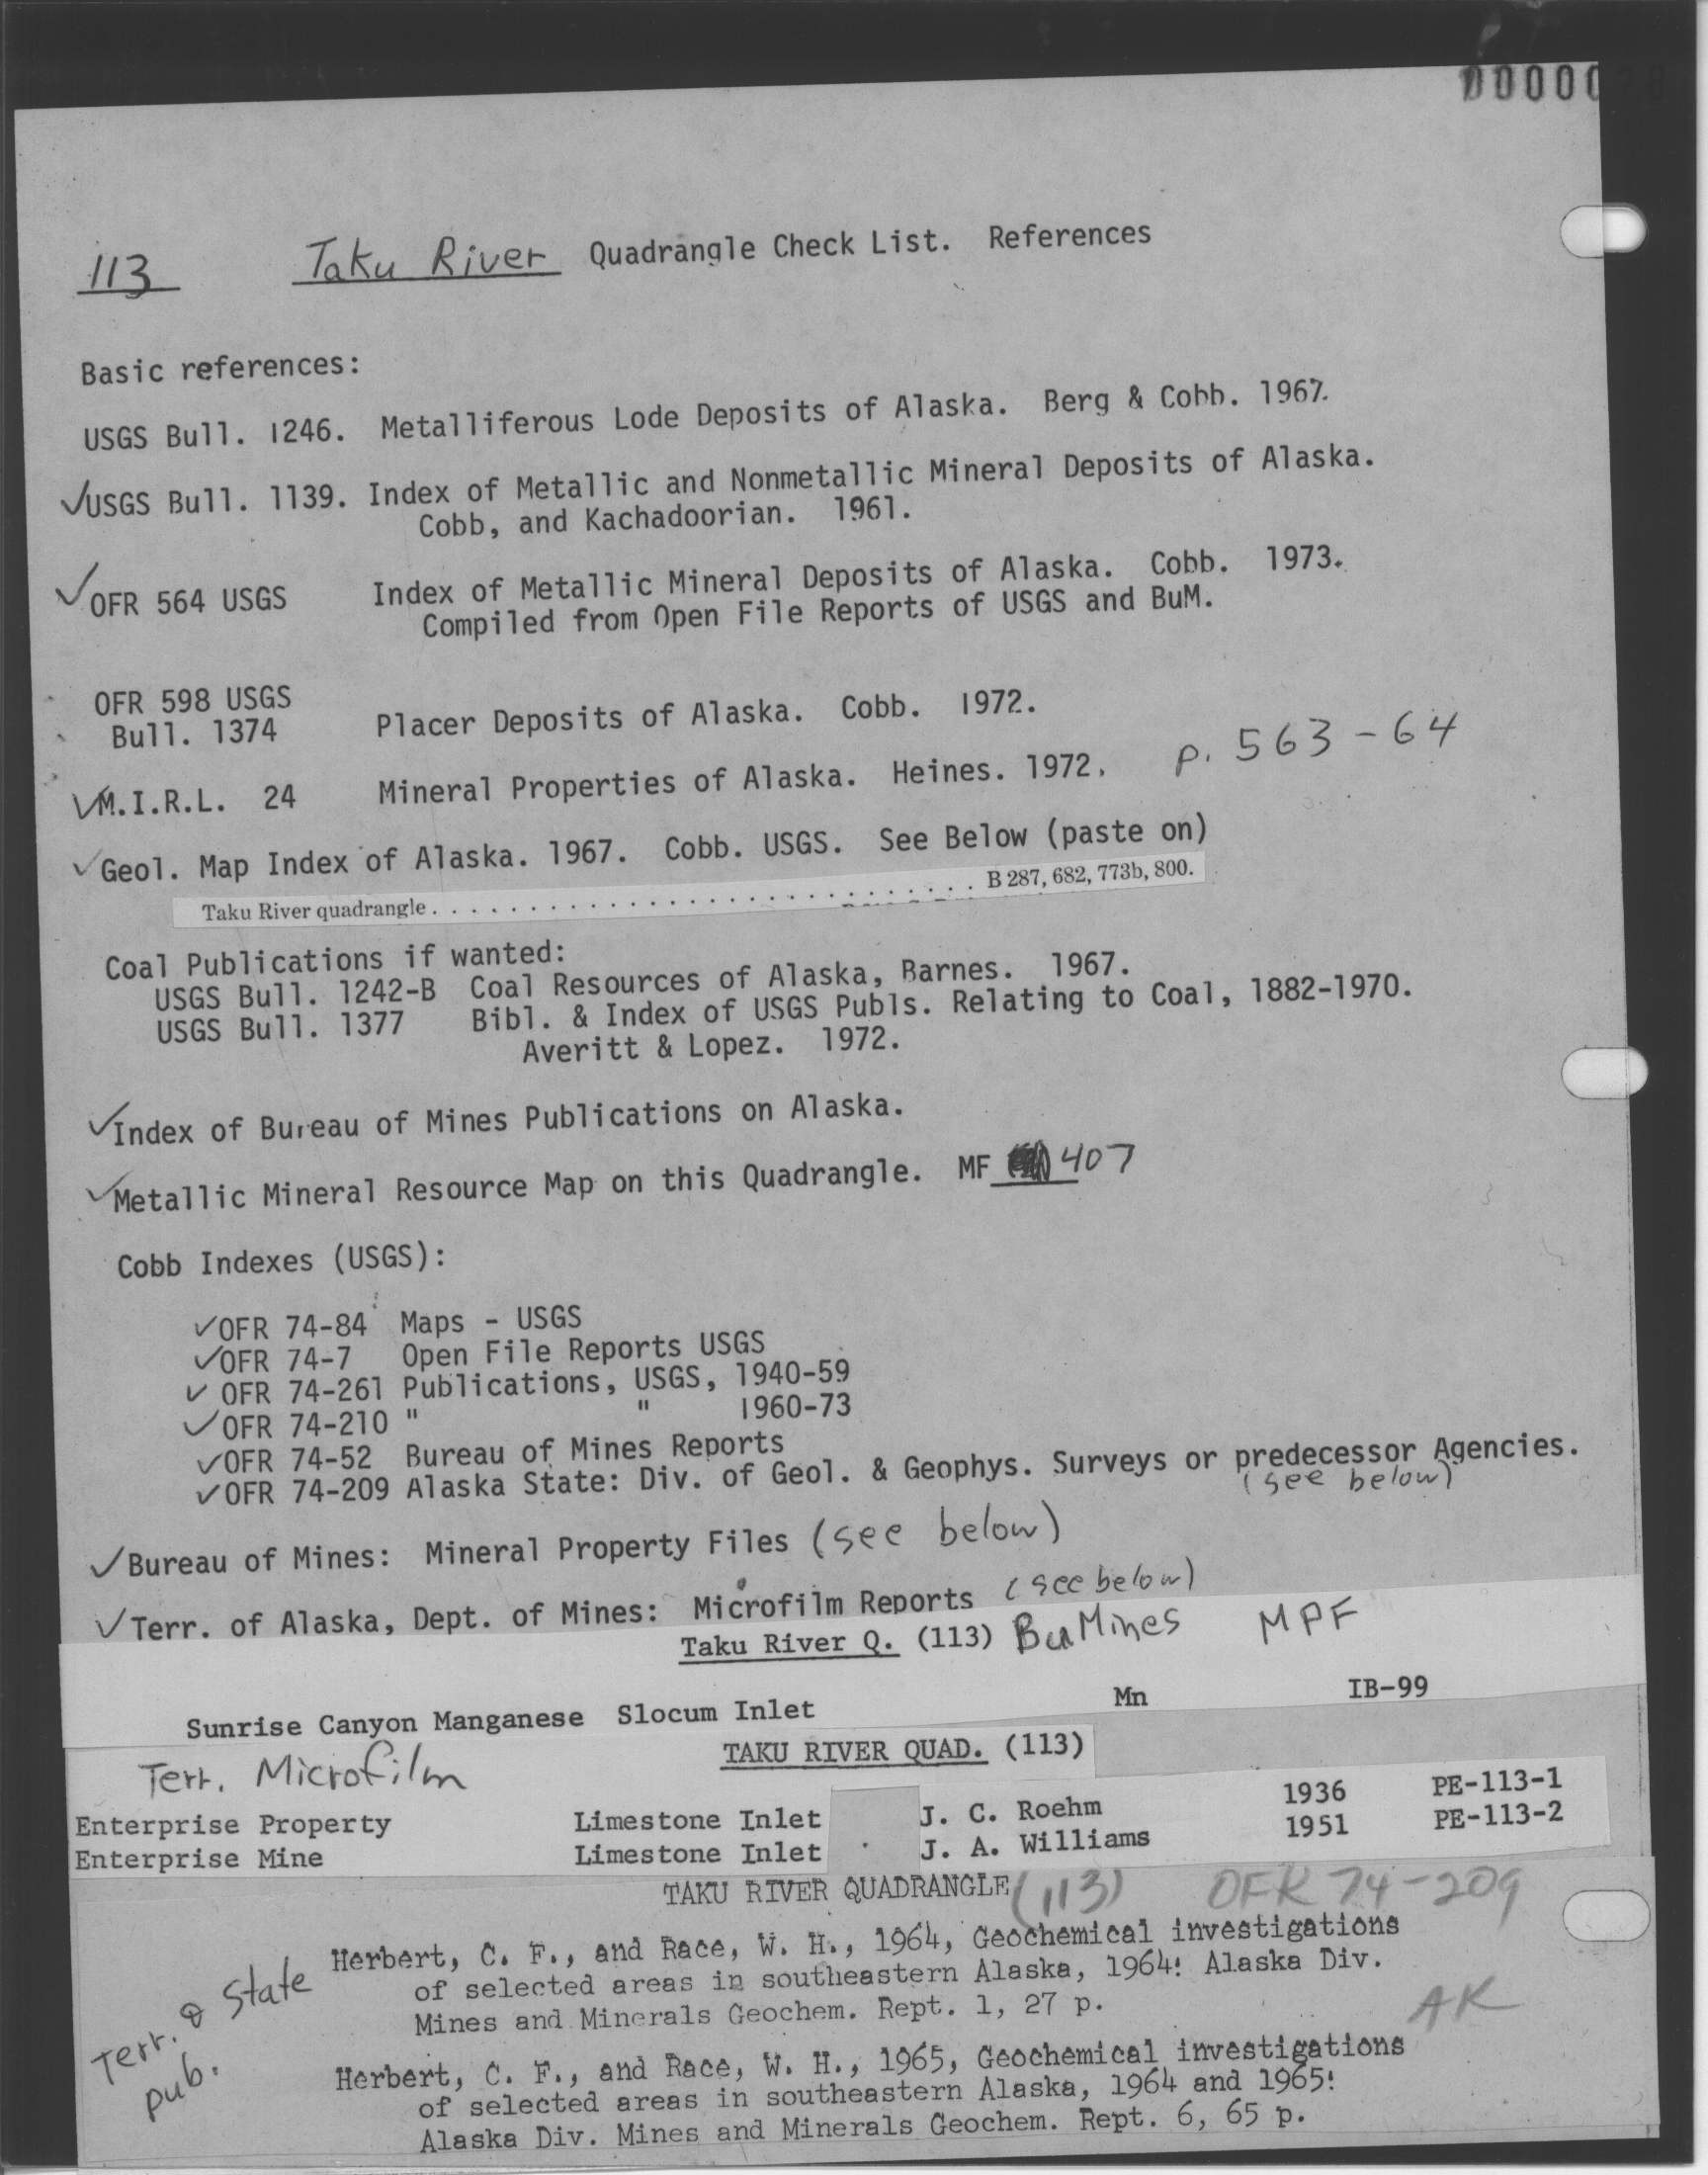 113 Taku River Quadrangle Check List. References
Basic references:
USGS Bull. 1246. Metalliferous Lode Deposits of Alaska. Berg & Cobb. 1967.
✓USGS Bull. 1139. Index of Metallic and Nonmetallic Mineral Deposits of Alaska.
Cobb, and Kachadoorian. 1961.
✓OFR 564 USGS Index of Metallic Mineral Deposits of Alaska. Cobb. 1973.
Compiled from Open File Reports of USGS and BuM.
OFR 598 USGS
Bull. 1374 Placer Deposits of Alaska. Cobb. 1972.
✓M.I.R.L. 24 Mineral Properties of Alaska. Heines. 1972. p. 563-64
✓Geol. Map Index of Alaska. 1967. Cobb. USGS. See Below (paste on)
Taku River quadrangle . . . . . . . . . . . . . . . . . . . . . . . . . . . . . . B 287, 682, 773b, 800.
Coal Publications if wanted:
USGS Bull. 1242-B Coal Resources of Alaska, Barnes. 1967.
USGS Bull. 1377 Bibl. & Index of USGS Publs. Relating to Coal, 1882-1970.
Averitt & Lopez. 1972.
✓Index of Bureau of Mines Publications on Alaska.
✓Metallic Mineral Resource Map on this Quadrangle. MF 407
Cobb Indexes (USGS):
✓OFR 74-84 Maps - USGS
✓OFR 74-7 Open File Reports USGS
✓OFR 74-261 Publications, USGS, 1940-59
✓OFR 74-210 " " 1960-73
✓OFR 74-52 Bureau of Mines Reports
✓OFR 74-209 Alaska State: Div. of Geol. & Geophys. Surveys or predecessor Agencies.
(see below)
✓Bureau of Mines: Mineral Property Files (see below)
✓Terr. of Alaska, Dept. of Mines: Microfilm Reports (see below)
Taku River Q. (113) BuMines MPF
Sunrise Canyon Manganese Slocum Inlet Mn IB-99
TAKU RIVER QUAD. (113)
Terr. Microfilm
Enterprise Property Limestone Inlet J. C. Roehm 1936 PE-113-1
Enterprise Mine Limestone Inlet J. A. Williams 1951 PE-113-2
TAKU RIVER QUADRANGLE (113) OFR 74-209
Herbert, C. F., and Race, W. H., 1964, Geochemical investigations
of selected areas in southeastern Alaska, 1964: Alaska Div.
Mines and Minerals Geochem. Rept. 1, 27 p.
AK
Terr. & State
pub.
Herbert, C. F., and Race, W. H., 1965, Geochemical investigations
of selected areas in southeastern Alaska, 1964 and 1965:
Alaska Div. Mines and Minerals Geochem. Rept. 6, 65 p.